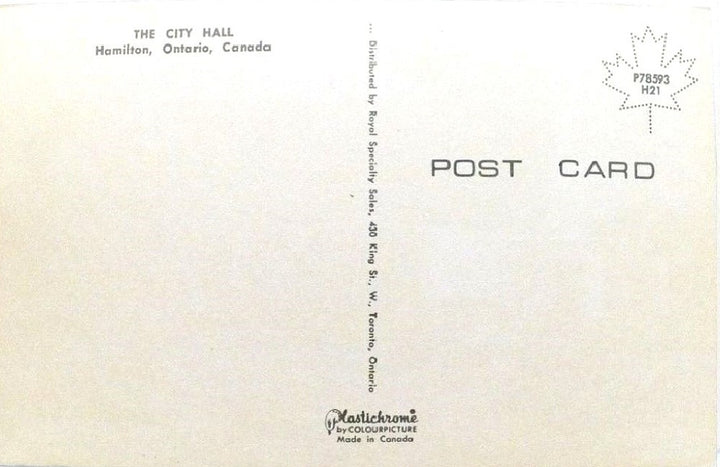 THE CITY HALL
Hamilton, Ontario, Canada
... Distributed by Royal Specialty Sales, 430 King St., W., Toronto, Ontario
P78593
H21
POST CARD
Plastichrome
by COLOURPICTURE
Made in Canada